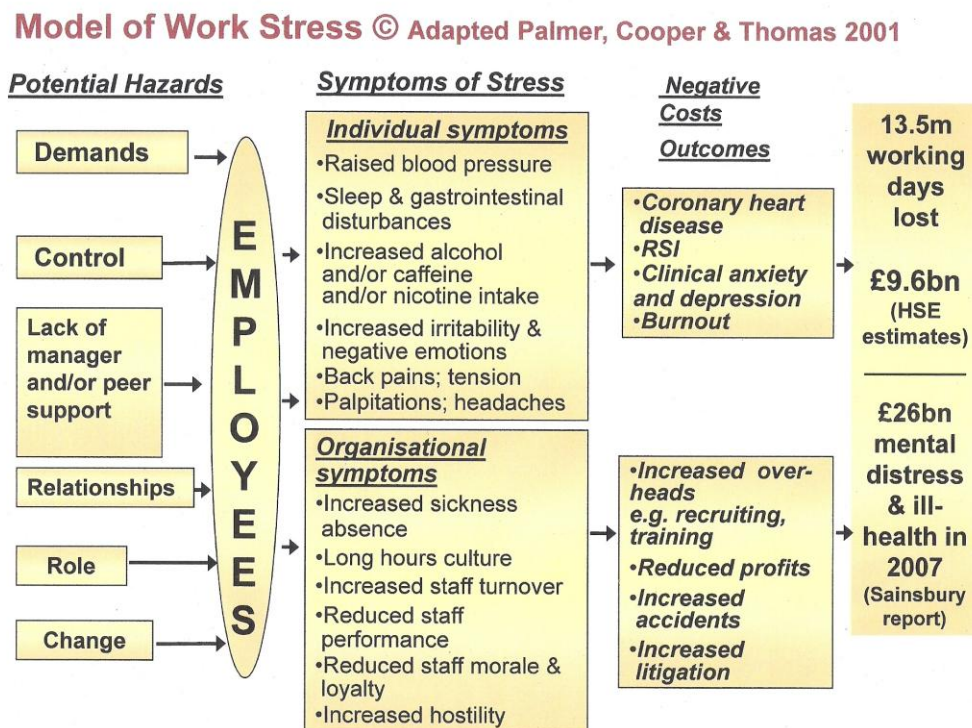 Model of Work Stress © Adapted Palmer, Cooper & Thomas 2001
Potential Hazards
Demands
Control
Lack of
manager
and/or peer
support
Relationships
Role
Change
E
M
P
L
O
Y
E
E
S
Symptoms of Stress
Individual symptoms
•Raised blood pressure
•Sleep & gastrointestinal
disturbances
•Increased alcohol
and/or caffeine
and/or nicotine intake
•Increased irritability &
negative emotions
•Back pains; tension
•Palpitations; headaches
Organisational
symptoms
•Increased sickness
absence
•Long hours culture
•Increased staff turnover
•Reduced staff
performance
•Reduced staff morale &
loyalty
•Increased hostility
Negative
Costs
Outcomes
•Coronary heart
disease
•RSI
•Clinical anxiety
and depression
•Burnout
•Increased over-
heads
e.g. recruiting,
training
•Reduced profits
•Increased
accidents
•Increased
litigation
13.5m
working
days
lost
£9.6bn
(HSE
estimates)
£26bn
mental
distress
& ill-
health in
2007
(Sainsbury
report)